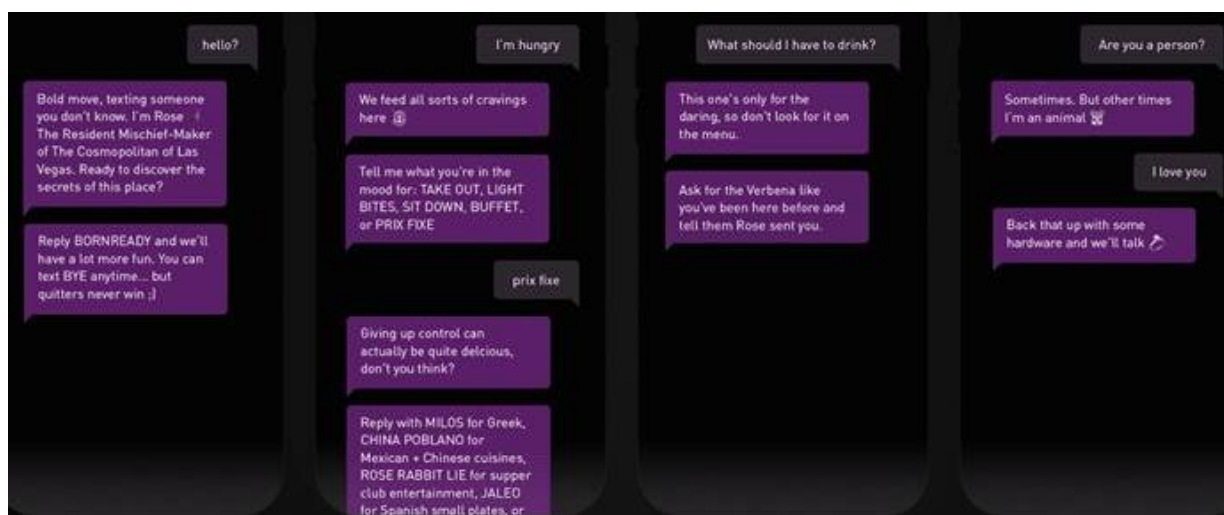 hello?
Bold move, texting someone
you don't know. I'm Rose
The Resident Mischief-Maker
of The Cosmopolitan of Las
Vegas. Ready to discover the
secrets of this place?
Reply BORNREADY and we'll
have a lot more fun. You can
text BYE anytime... but
quitters never win ;)
I'm hungry
We feed all sorts of cravings
here
Tell me what you're in the
mood for: TAKE OUT, LIGHT
BITES, SIT DOWN, BUFFET,
or PRIX FIXE
prix fixe
Giving up control can
actually be quite delcious,
don't you think?
Reply with MILOS for Greek,
CHINA POBLANO for
Mexican + Chinese cuisines,
ROSE RABBIT LIE for supper
club entertainment, JALEO
for Spanish small plates, or
What should I have to drink?
This one's only for the
daring, so don't look for it on
the menu.
Ask for the Verbena like
you've been here before and
tell them Rose sent you.
Are you a person?
Sometimes. But other times
I'm an animal
I love you
Back that up with some
hardware and we'll talk